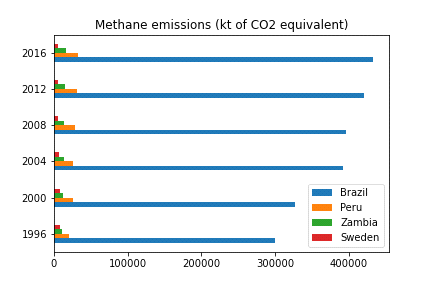 Methane emissions (kt of CO2 equivalent)
2016
2012
2008
2004
2000
1996
Brazil
Peru
Zambia
Sweden
0 100000 200000 300000 400000